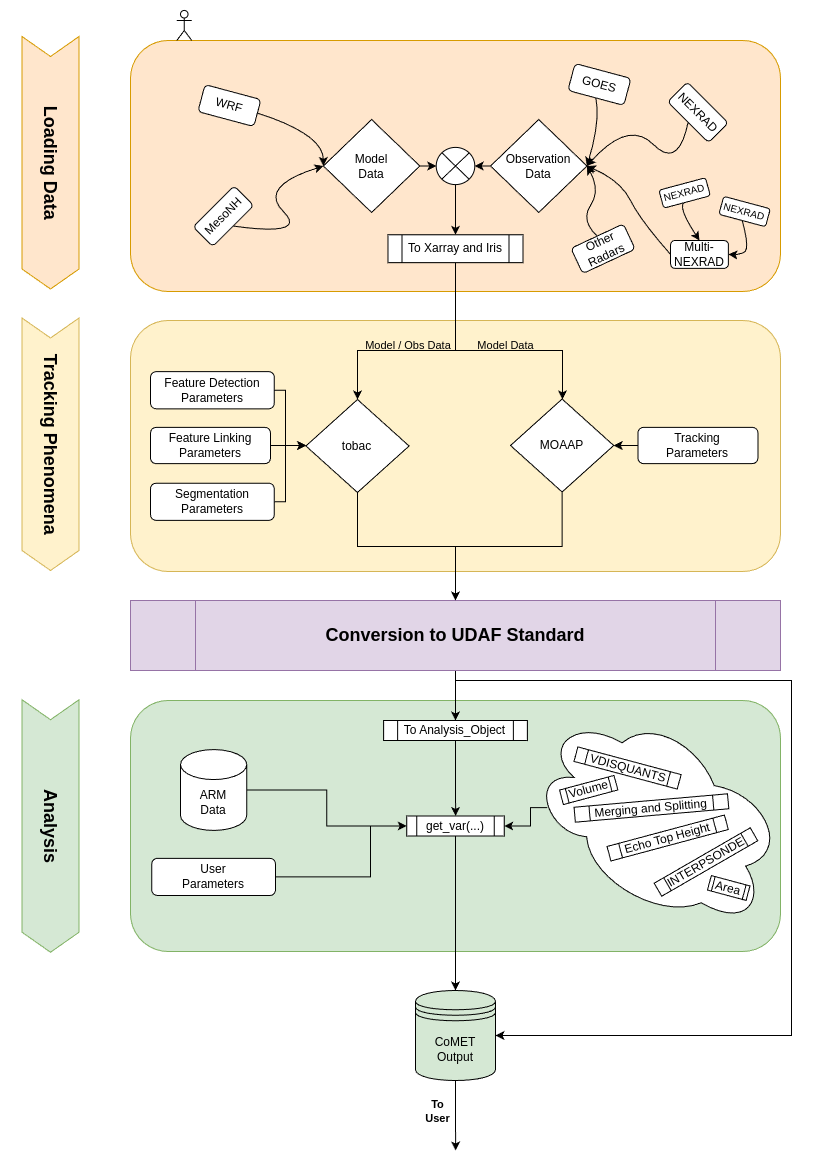 Loading Data
WRF
MesoNH
Model
Data
Observation
Data
GOES
NEXRAD
NEXRAD
NEXRAD
Multi-
NEXRAD
Other
Radars
To Xarray and Iris
Tracking Phenomena
Model / Obs Data
Model Data
Feature Detection
Parameters
Feature Linking
Parameters
Segmentation
Parameters
tobac
MOAAP
Tracking
Parameters
Conversion to UDAF Standard
Analysis
To Analysis_Object
ARM
Data
User
Parameters
get_var(...)
VDISQUANTS
Volume
Merging and Splitting
Echo Top Height
INTERPSONDE
Area
CoMET
Output
To
User